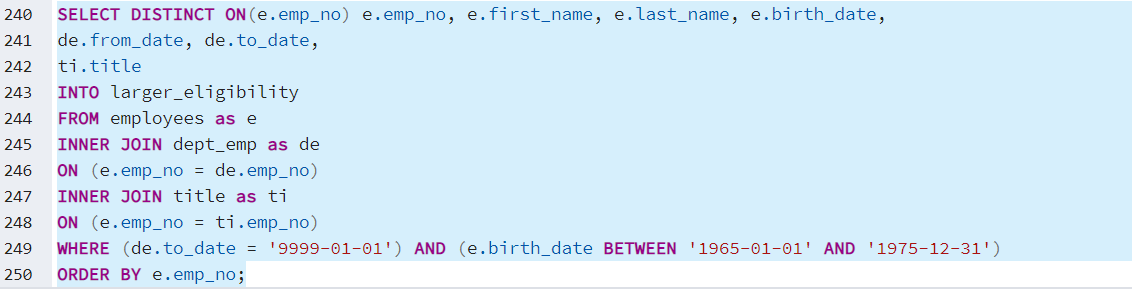 240 SELECT DISTINCT ON(e.emp_no) e.emp_no, e.first_name, e.last_name, e.birth_date,
241 de.from_date, de.to_date,
242 ti.title
243 INTO larger_eligibility
244 FROM employees as e
245 INNER JOIN dept_emp as de
246 ON (e.emp_no = de.emp_no)
247 INNER JOIN title as ti
248 ON (e.emp_no = ti.emp_no)
249 WHERE (de.to_date = '9999-01-01') AND (e.birth_date BETWEEN '1965-01-01' AND '1975-12-31')
250 ORDER BY e.emp_no;